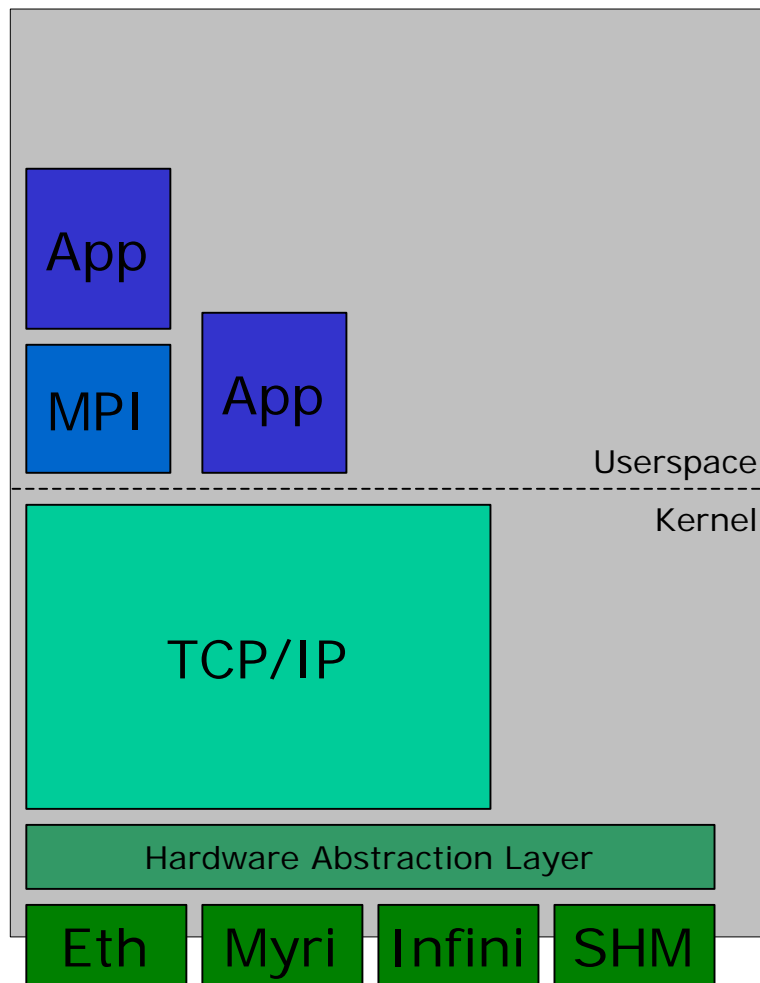 App
MPI
App
Userspace
Kernel
TCP/IP
Hardware Abstraction Layer
Eth
Myri
Infini
SHM